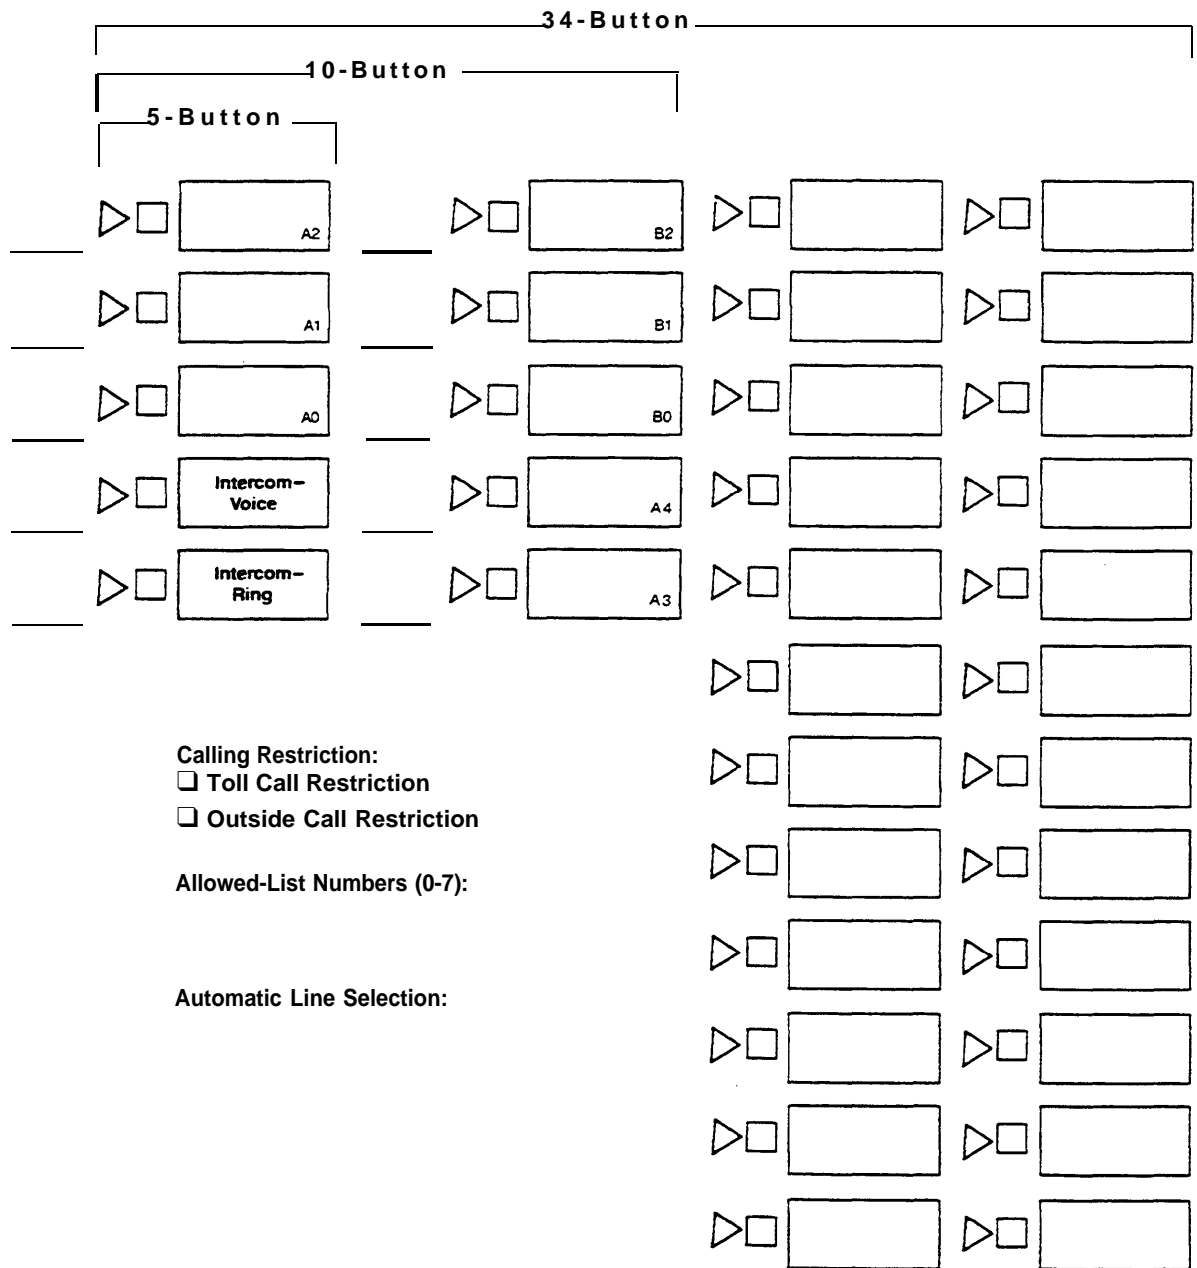 34-Button
10-Button
5-Button
A2
B2
A1
B1
A0
B0
Intercom–
Voice
A4
Intercom–
Ring
A3
Calling Restriction:
❏ Toll Call Restriction
❏ Outside Call Restriction
Allowed-List Numbers (0-7):
Automatic Line Selection: